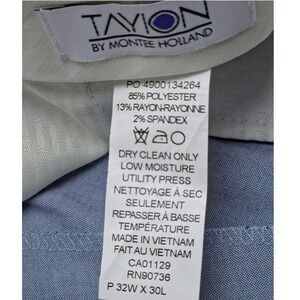 TAYION
BY MONTEE HOLLAND
PO 4900134264
85% POLYESTER
13% RAYON-RAYONNE
2% SPANDEX
DRY CLEAN ONLY
LOW MOISTURE
UTILITY PRESS
NETTOYAGE À SEC
SEULEMENT
REPASSER À BASSE
TEMPÉRATURE
MADE IN VIETNAM
FAIT EN VIETNAM
CA01129
RN90736
P 32W X 30L